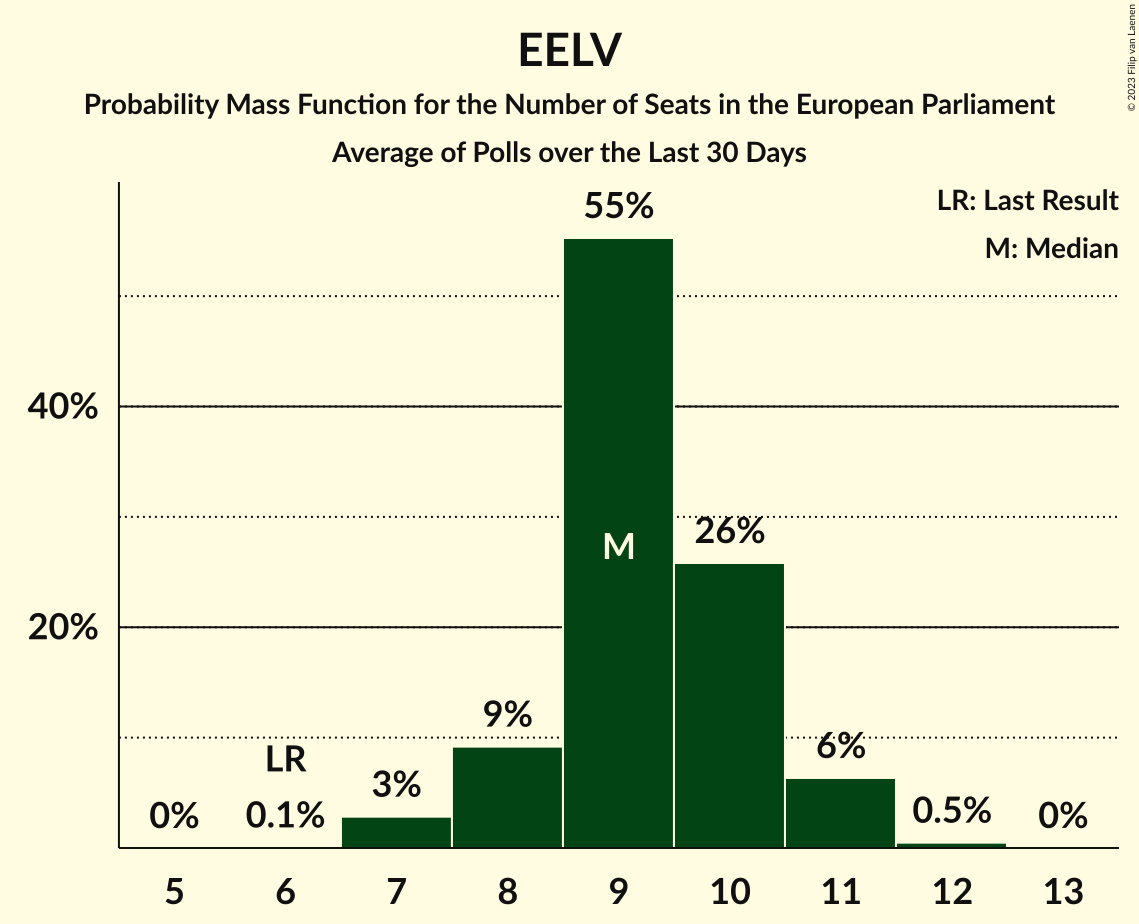 EELV
Probability Mass Function for the Number of Seats in the European Parliament
Average of Polls over the Last 30 Days
© 2023 Filip van Laenen
LR: Last Result
M: Median
55%
40%
26%
M
20%
9%
LR
6%
3%
0%
0.1%
0.5%
0%
5
6
7
8
9
10
11
12
13